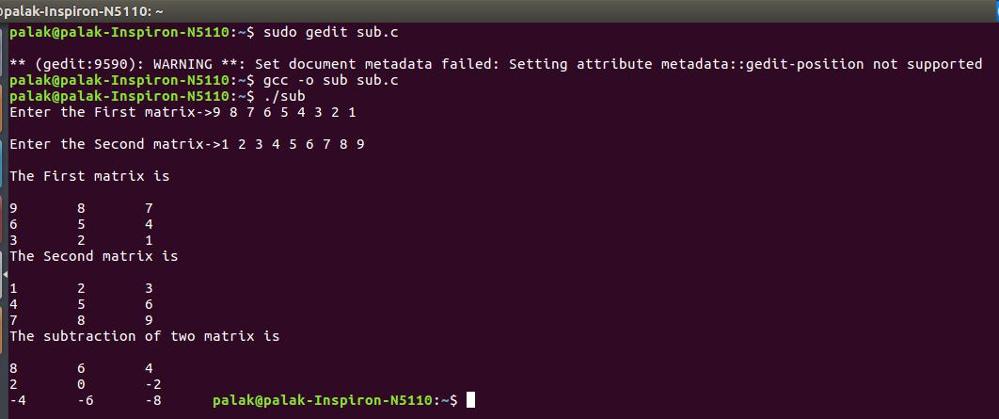 palak-Inspiron-N5110: ~
palak@palak-Inspiron-N5110:~$ sudo gedit sub.c
** (gedit:9590): WARNING **: Set document metadata failed: Setting attribute metadata::gedit-position not supported
palak@palak-Inspiron-N5110:~$ gcc -o sub sub.c
palak@palak-Inspiron-N5110:~$ ./sub
Enter the First matrix->9 8 7 6 5 4 3 2 1
Enter the Second matrix->1 2 3 4 5 6 7 8 9
The First matrix is
9 8 7
6 5 4
3 2 1
The Second matrix is
1 2 3
4 5 6
7 8 9
The subtraction of two matrix is
8 6 4
2 0 -2
-4 -6 -8 palak@palak-Inspiron-N5110:~$